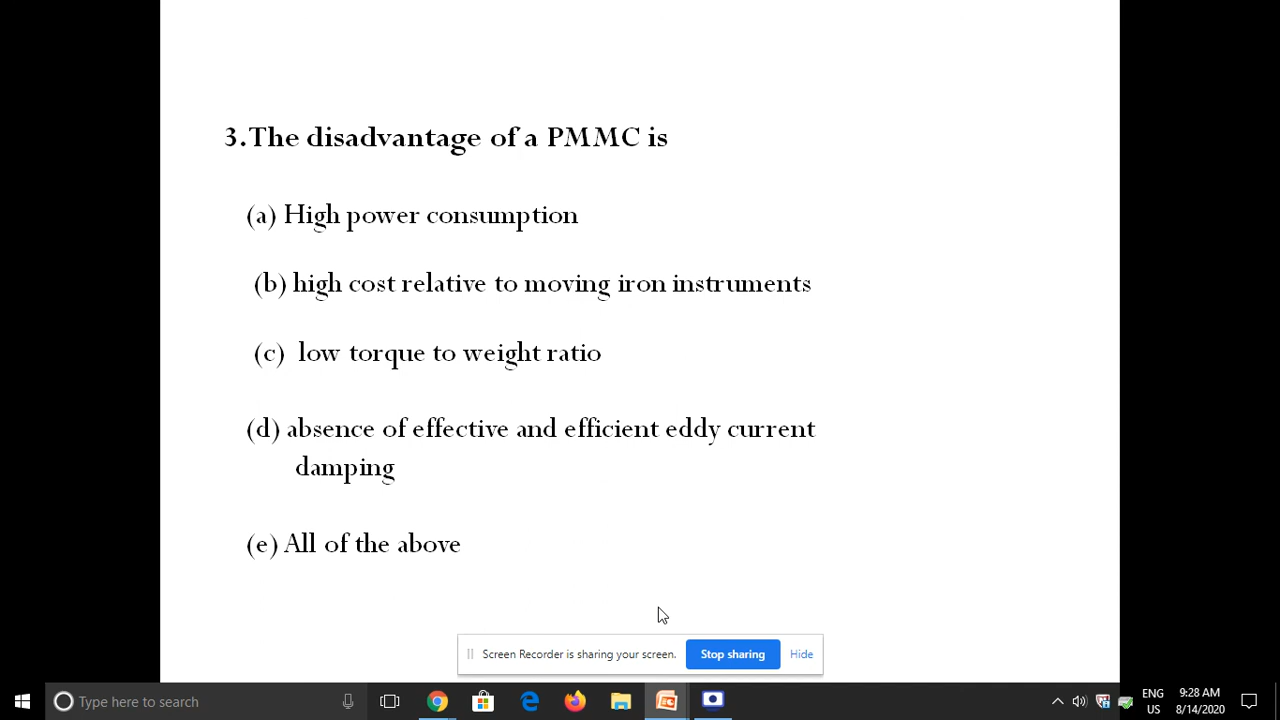 3.The disadvantage of a PMMC is
(a) High power consumption
(b) high cost relative to moving iron instruments
(c) low torque to weight ratio
(d) absence of effective and efficient eddy current
damping
(e) All of the above
Screen Recorder is sharing your screen. Stop sharing Hide
Type here to search
ENG 9:28 AM
US 8/14/2020